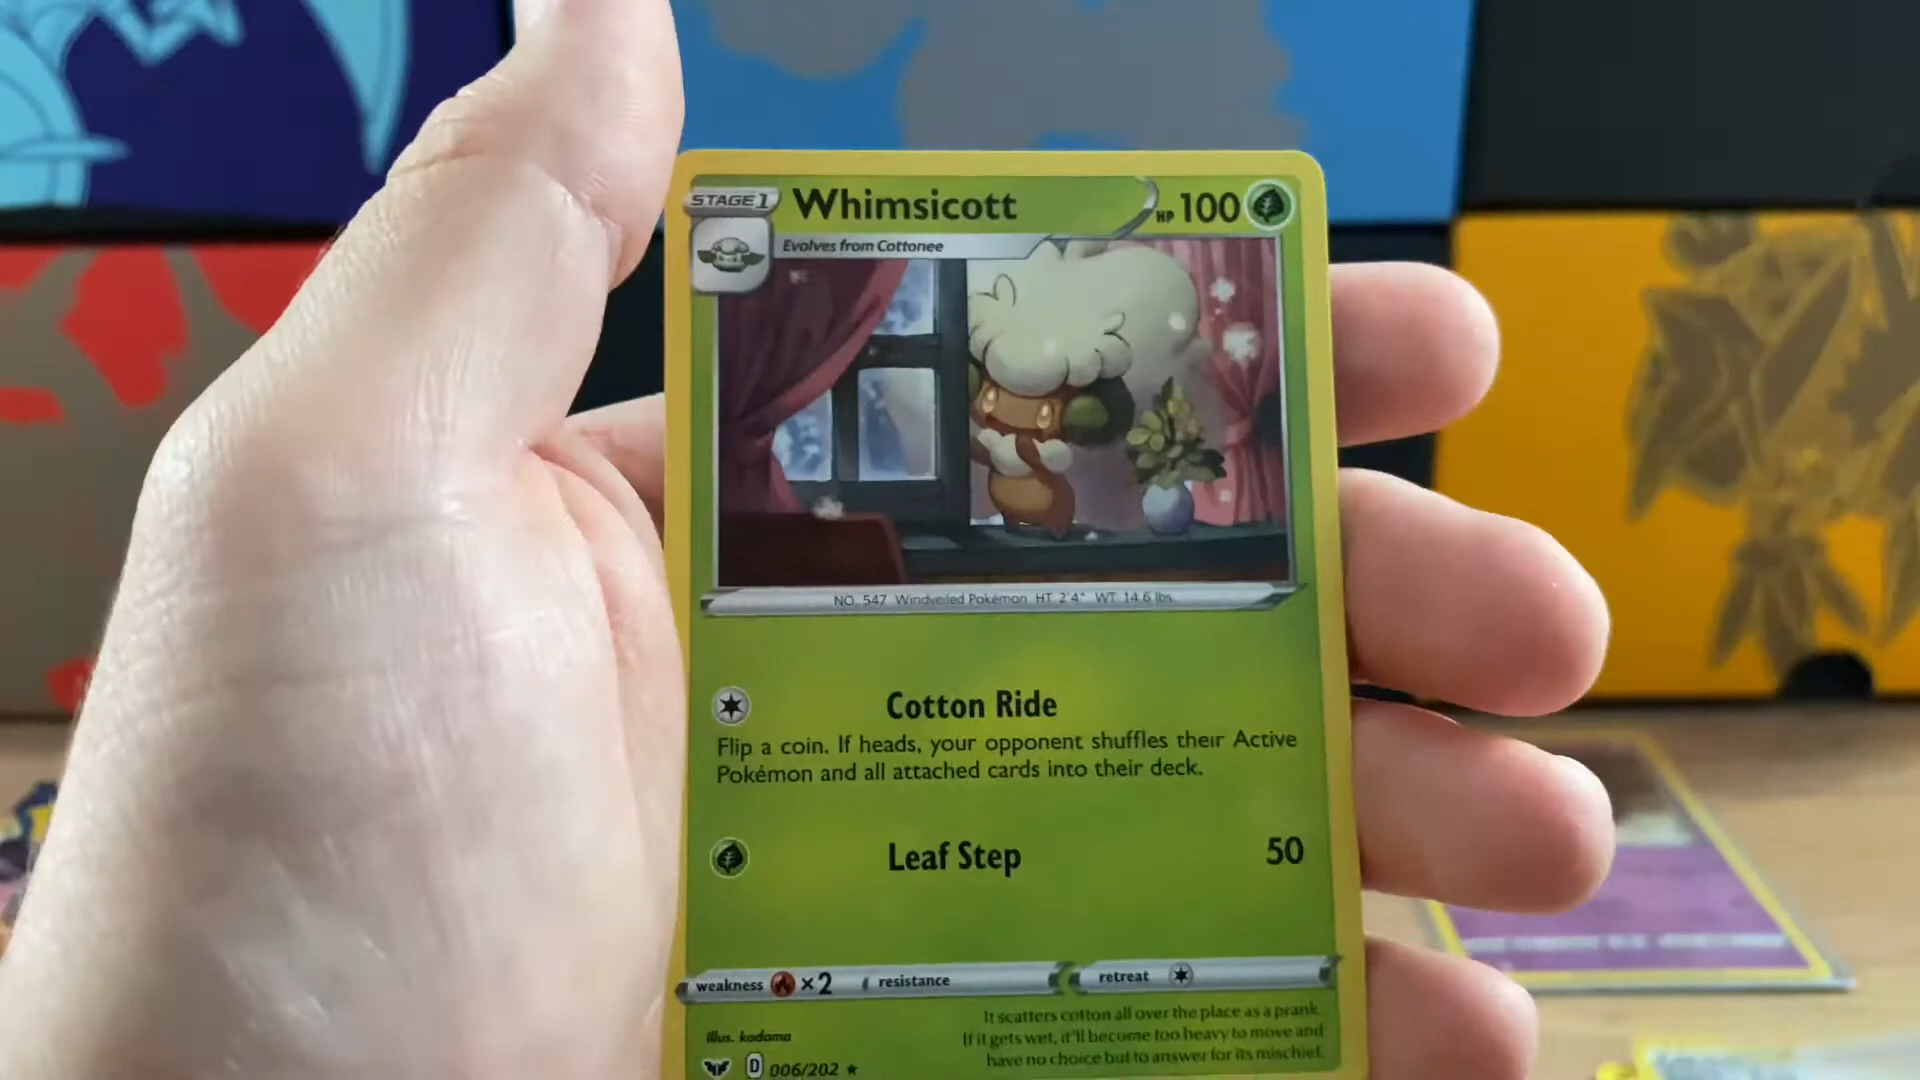 STAGE 1 Whimsicott HP 100
Evolves from Cottonee
NO. 547 Windveiled Pokémon HT 2'4" WT 14.6 lbs.
Cotton Ride
Flip a coin. If heads, your opponent shuffles their Active
Pokémon and all attached cards into their deck.
Leaf Step 50
weakness ×2 resistance retreat
It scatters cotton all over the place as a prank.
If it gets wet, it'll become too heavy to move and
have no choice but to answer for its mischief.
illus. kodama
D 006/202